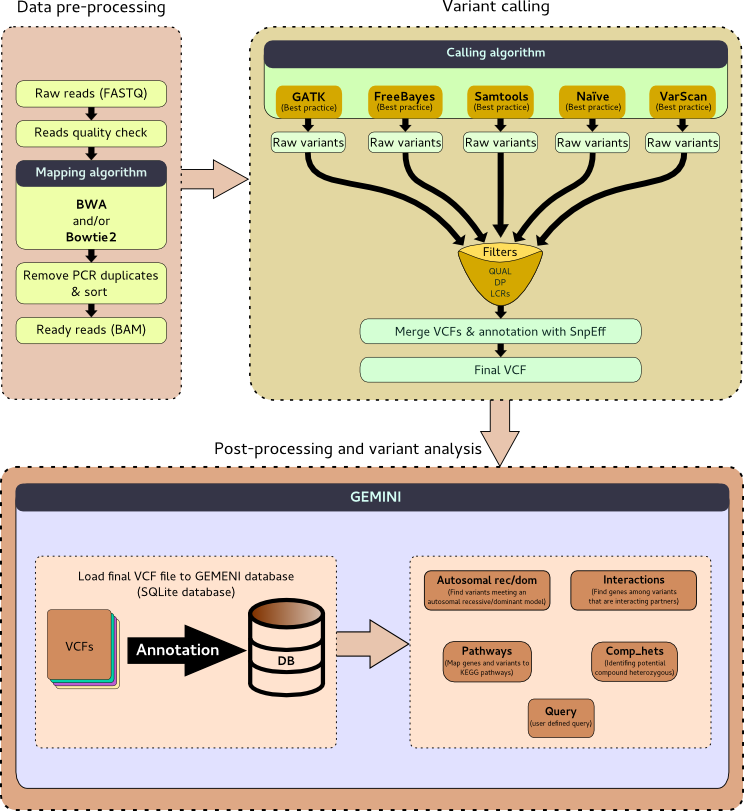 Data pre-processing
Raw reads (FASTQ)
Reads quality check
Mapping algorithm
BWA
and/or
Bowtie2
Remove PCR duplicates
& sort
Ready reads (BAM)
Variant calling
Calling algorithm
GATK
(Best practice)
FreeBayes
(Best practice)
Samtools
(Best practice)
Naïve
(Best practice)
VarScan
(Best practice)
Raw variants
Raw variants
Raw variants
Raw variants
Raw variants
Filters
QUAL
DP
LCRs
Merge VCFs & annotation with SnpEff
Final VCF
Post-processing and variant analysis
GEMINI
Load final VCF file to GEMENI database
(SQLite database)
VCFs
Annotation
DB
Autosomal rec/dom
(Find variants meeting an
autosomal recessive/dominant model)
Interactions
(Find genes among variants
that are interacting partners)
Pathways
(Map genes and variants to
KEGG pathways)
Comp_hets
(Identifing potential
compound heterozygous)
Query
(user defined query)